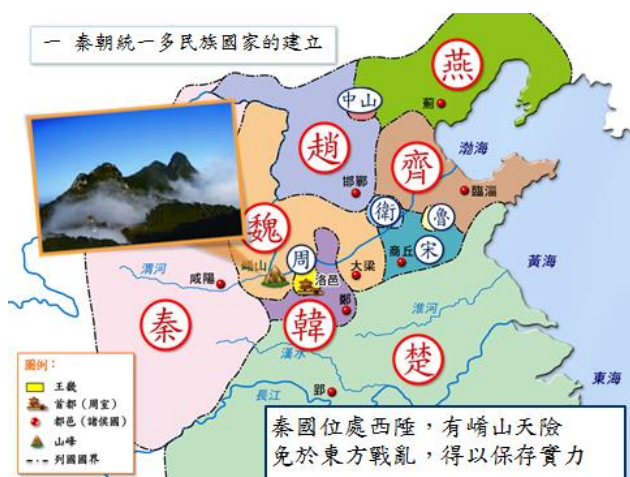 一 秦朝統一多民族國家的建立
燕
薊
中山
趙
齊
渤海
邯鄲
臨淄
衛
魯
魏
周
宋
商丘
黃海
崤山
洛邑
大梁
渭河
咸陽
鄭
淮河
秦
韓
楚
漢水
長江
郢
東海
圖例：
王畿
首都（周室）
都邑（諸侯國）
山峰
列國國界
秦國位處西陲，有崤山天險
免於東方戰亂，得以保存實力